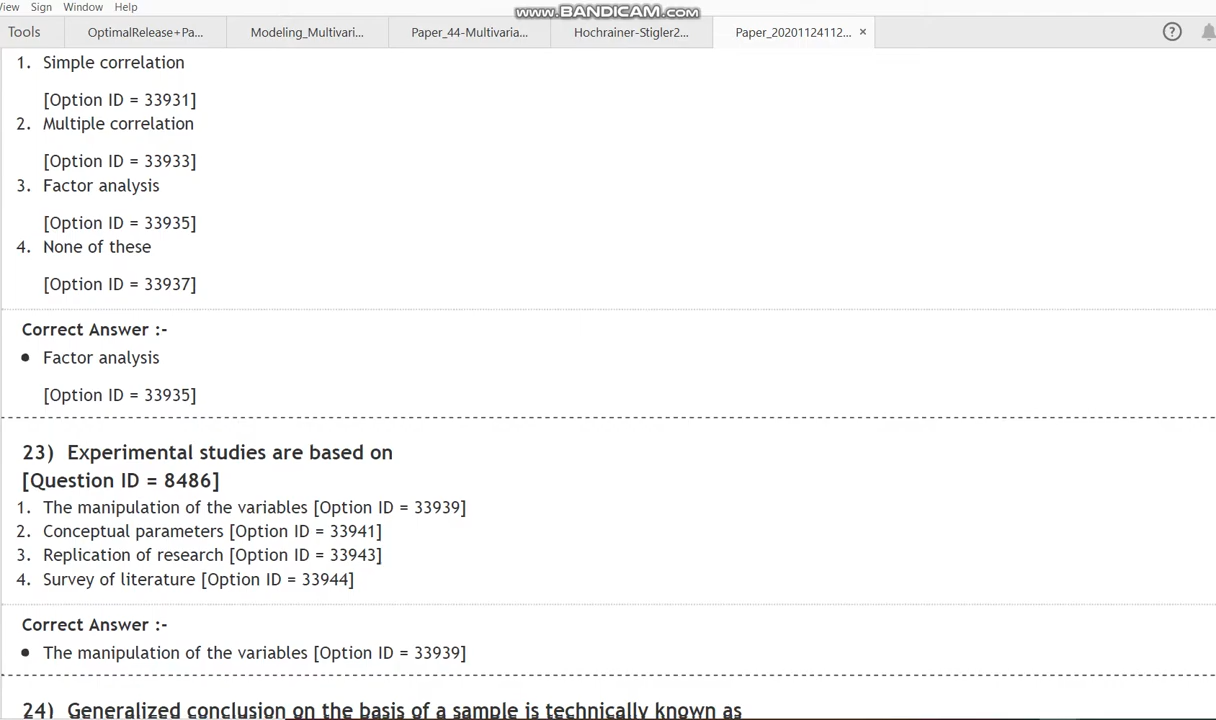 View Sign Window Help
www.BANDICAM.com
Tools OptimalRelease+Pa... Modeling_Multivari... Paper_44-Multivaria... Hochrainer-Stigler2... Paper_20201124112... ×
?
1. Simple correlation
[Option ID = 33931]
2. Multiple correlation
[Option ID = 33933]
3. Factor analysis
[Option ID = 33935]
4. None of these
[Option ID = 33937]
Correct Answer :-
• Factor analysis
[Option ID = 33935]
23) Experimental studies are based on
[Question ID = 8486]
1. The manipulation of the variables [Option ID = 33939]
2. Conceptual parameters [Option ID = 33941]
3. Replication of research [Option ID = 33943]
4. Survey of literature [Option ID = 33944]
Correct Answer :-
• The manipulation of the variables [Option ID = 33939]
24) Generalized conclusion on the basis of a sample is technically known as